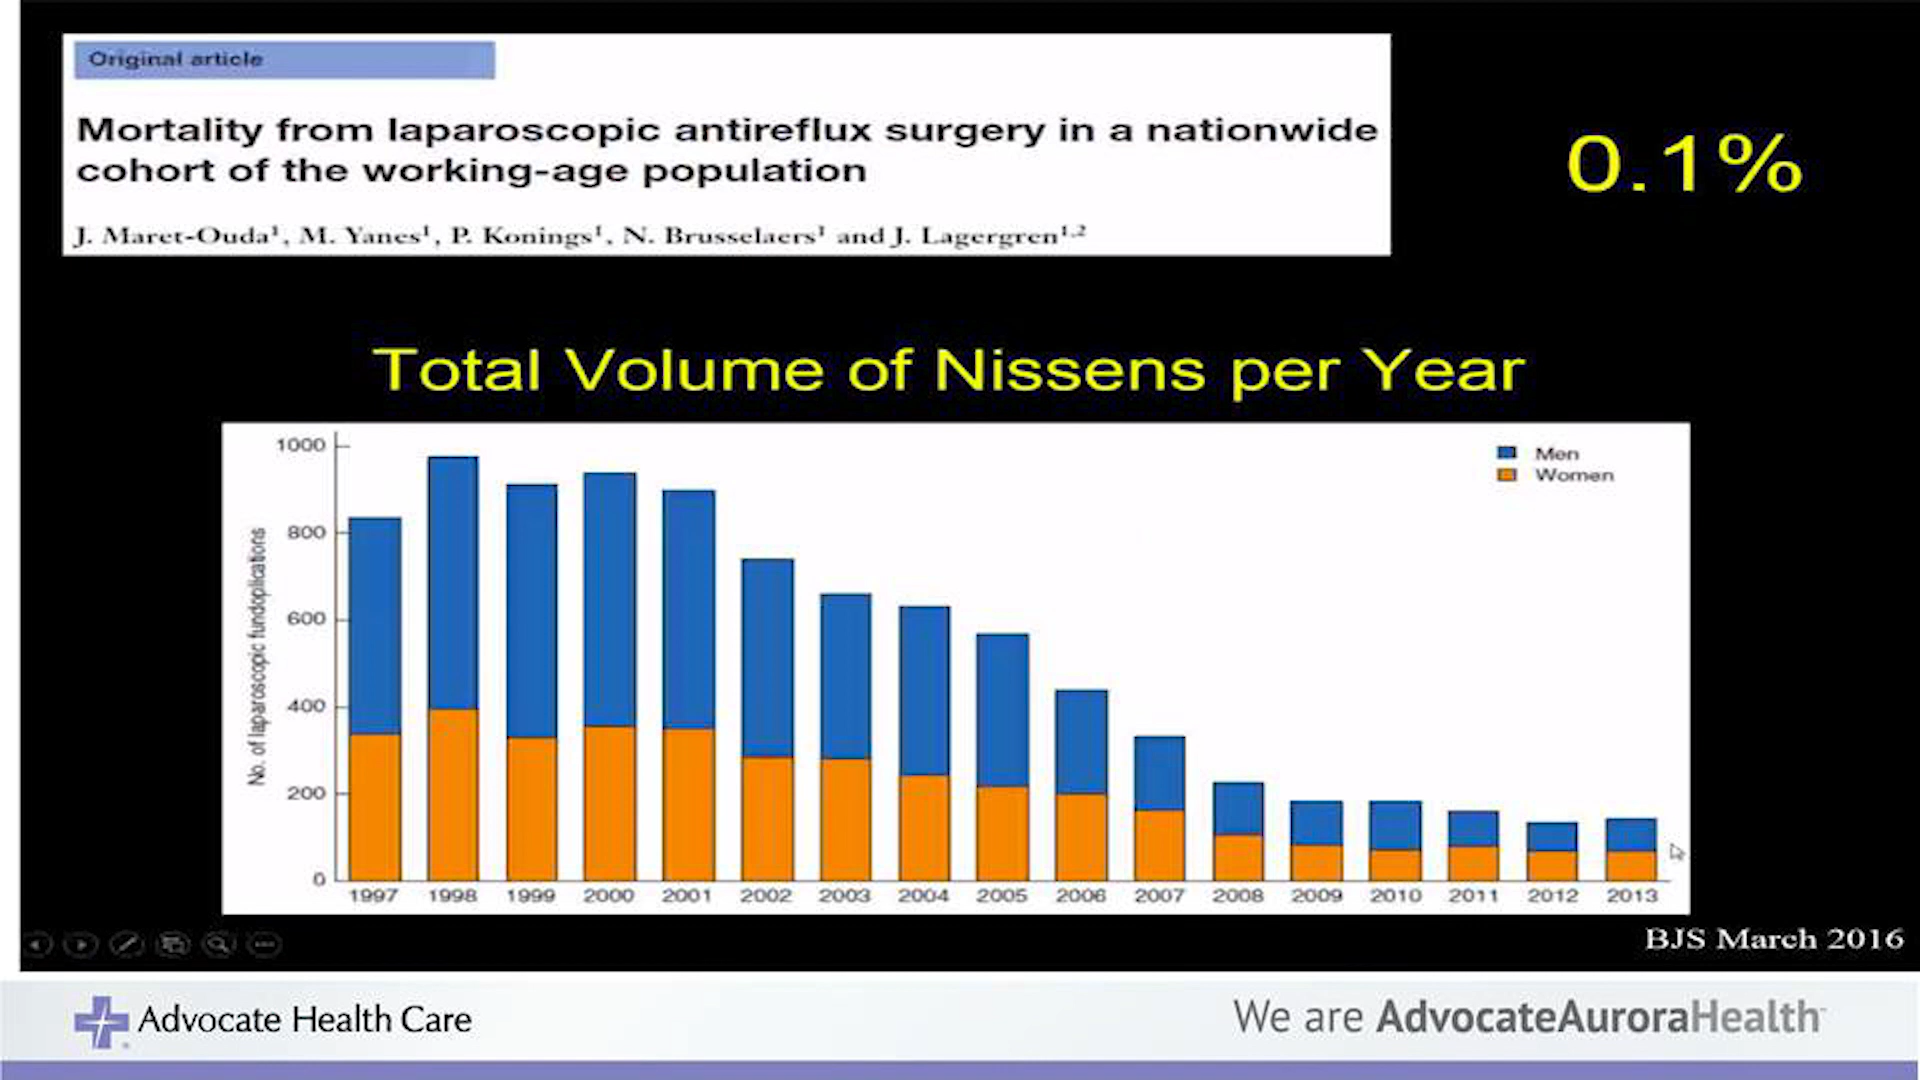 Original article
Mortality from laparoscopic antireflux surgery in a nationwide
cohort of the working-age population
J. Maret-Ouda¹, M. Yanes¹, P. Konings¹, N. Brusselaers¹ and J. Lagergren¹,²
0.1%
Total Volume of Nissens per Year
No. of laparoscopic fundoplications
1000
800
600
400
200
0
Men
Women
1997 1998 1999 2000 2001 2002 2003 2004 2005 2006 2007 2008 2009 2010 2011 2012 2013
BJS March 2016
Advocate Health Care
We are AdvocateAuroraHealth